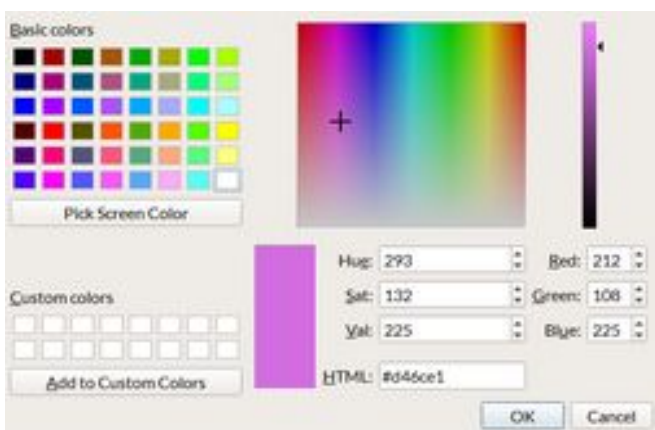 Basic colors
Pick Screen Color
Custom colors
Add to Custom Colors
Hue: 293
Sat: 132
Val: 225
Red: 212
Green: 108
Blue: 225
HTML: #d46ce1
OK
Cancel